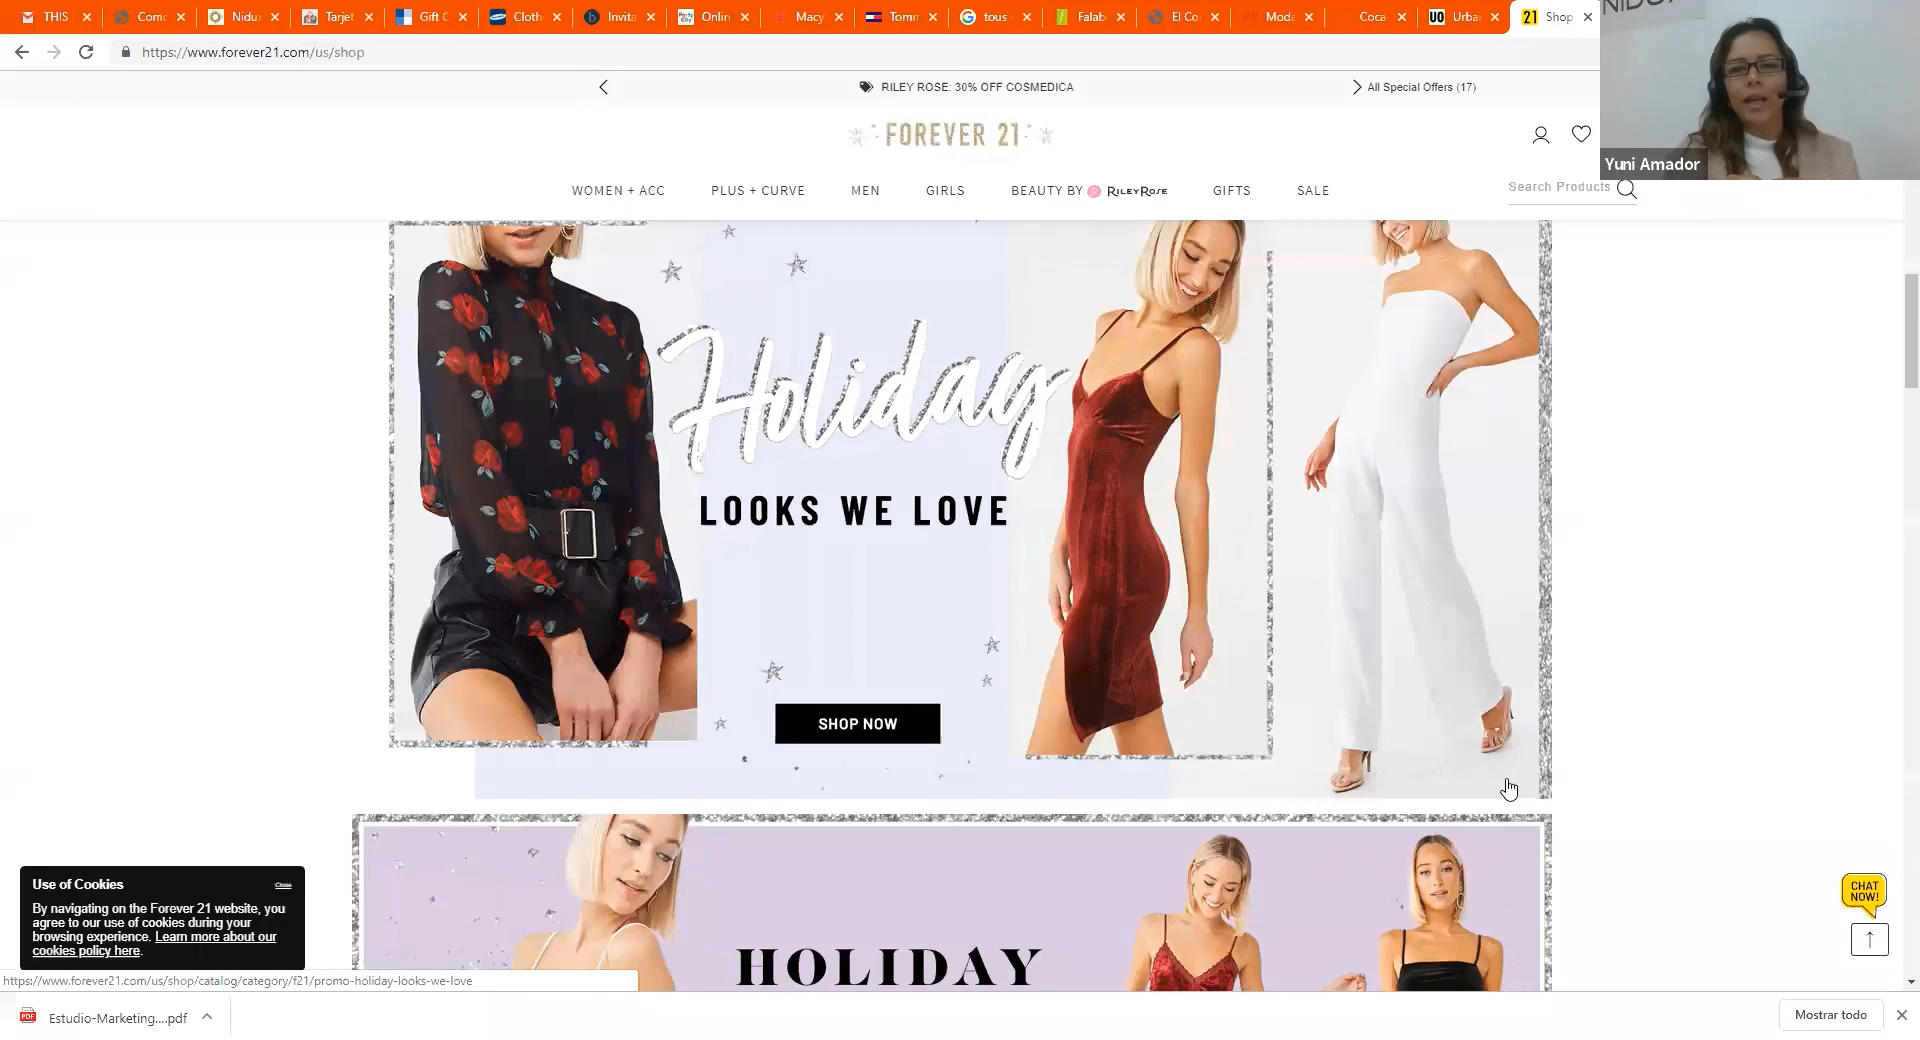 THIS
Comc
Nidux
Tarjet
Gift C
Cloth
Invita
Onlin
Macy
Tomm
tous -
Falab
El Co
Moda
Coca
UO Urba
21 Shop
https://www.forever21.com/us/shop
RILEY ROSE: 30% OFF COSMEDICA
All Special Offers (17)
FOREVER 21
Yuni Amador
WOMEN + ACC
PLUS + CURVE
MEN
GIRLS
BEAUTY BY RILEYROSE
GIFTS
SALE
Search Products
Holiday
LOOKS WE LOVE
SHOP NOW
Use of Cookies
Close
By navigating on the Forever 21 website, you
agree to our use of cookies during your
browsing experience. Learn more about our
cookies policy here.
HOLIDAY
CHAT
NOW!
https://www.forever21.com/us/shop/catalog/category/f21/promo-holiday-looks-we-love
PDF
Estudio-Marketing....pdf
Mostrar todo